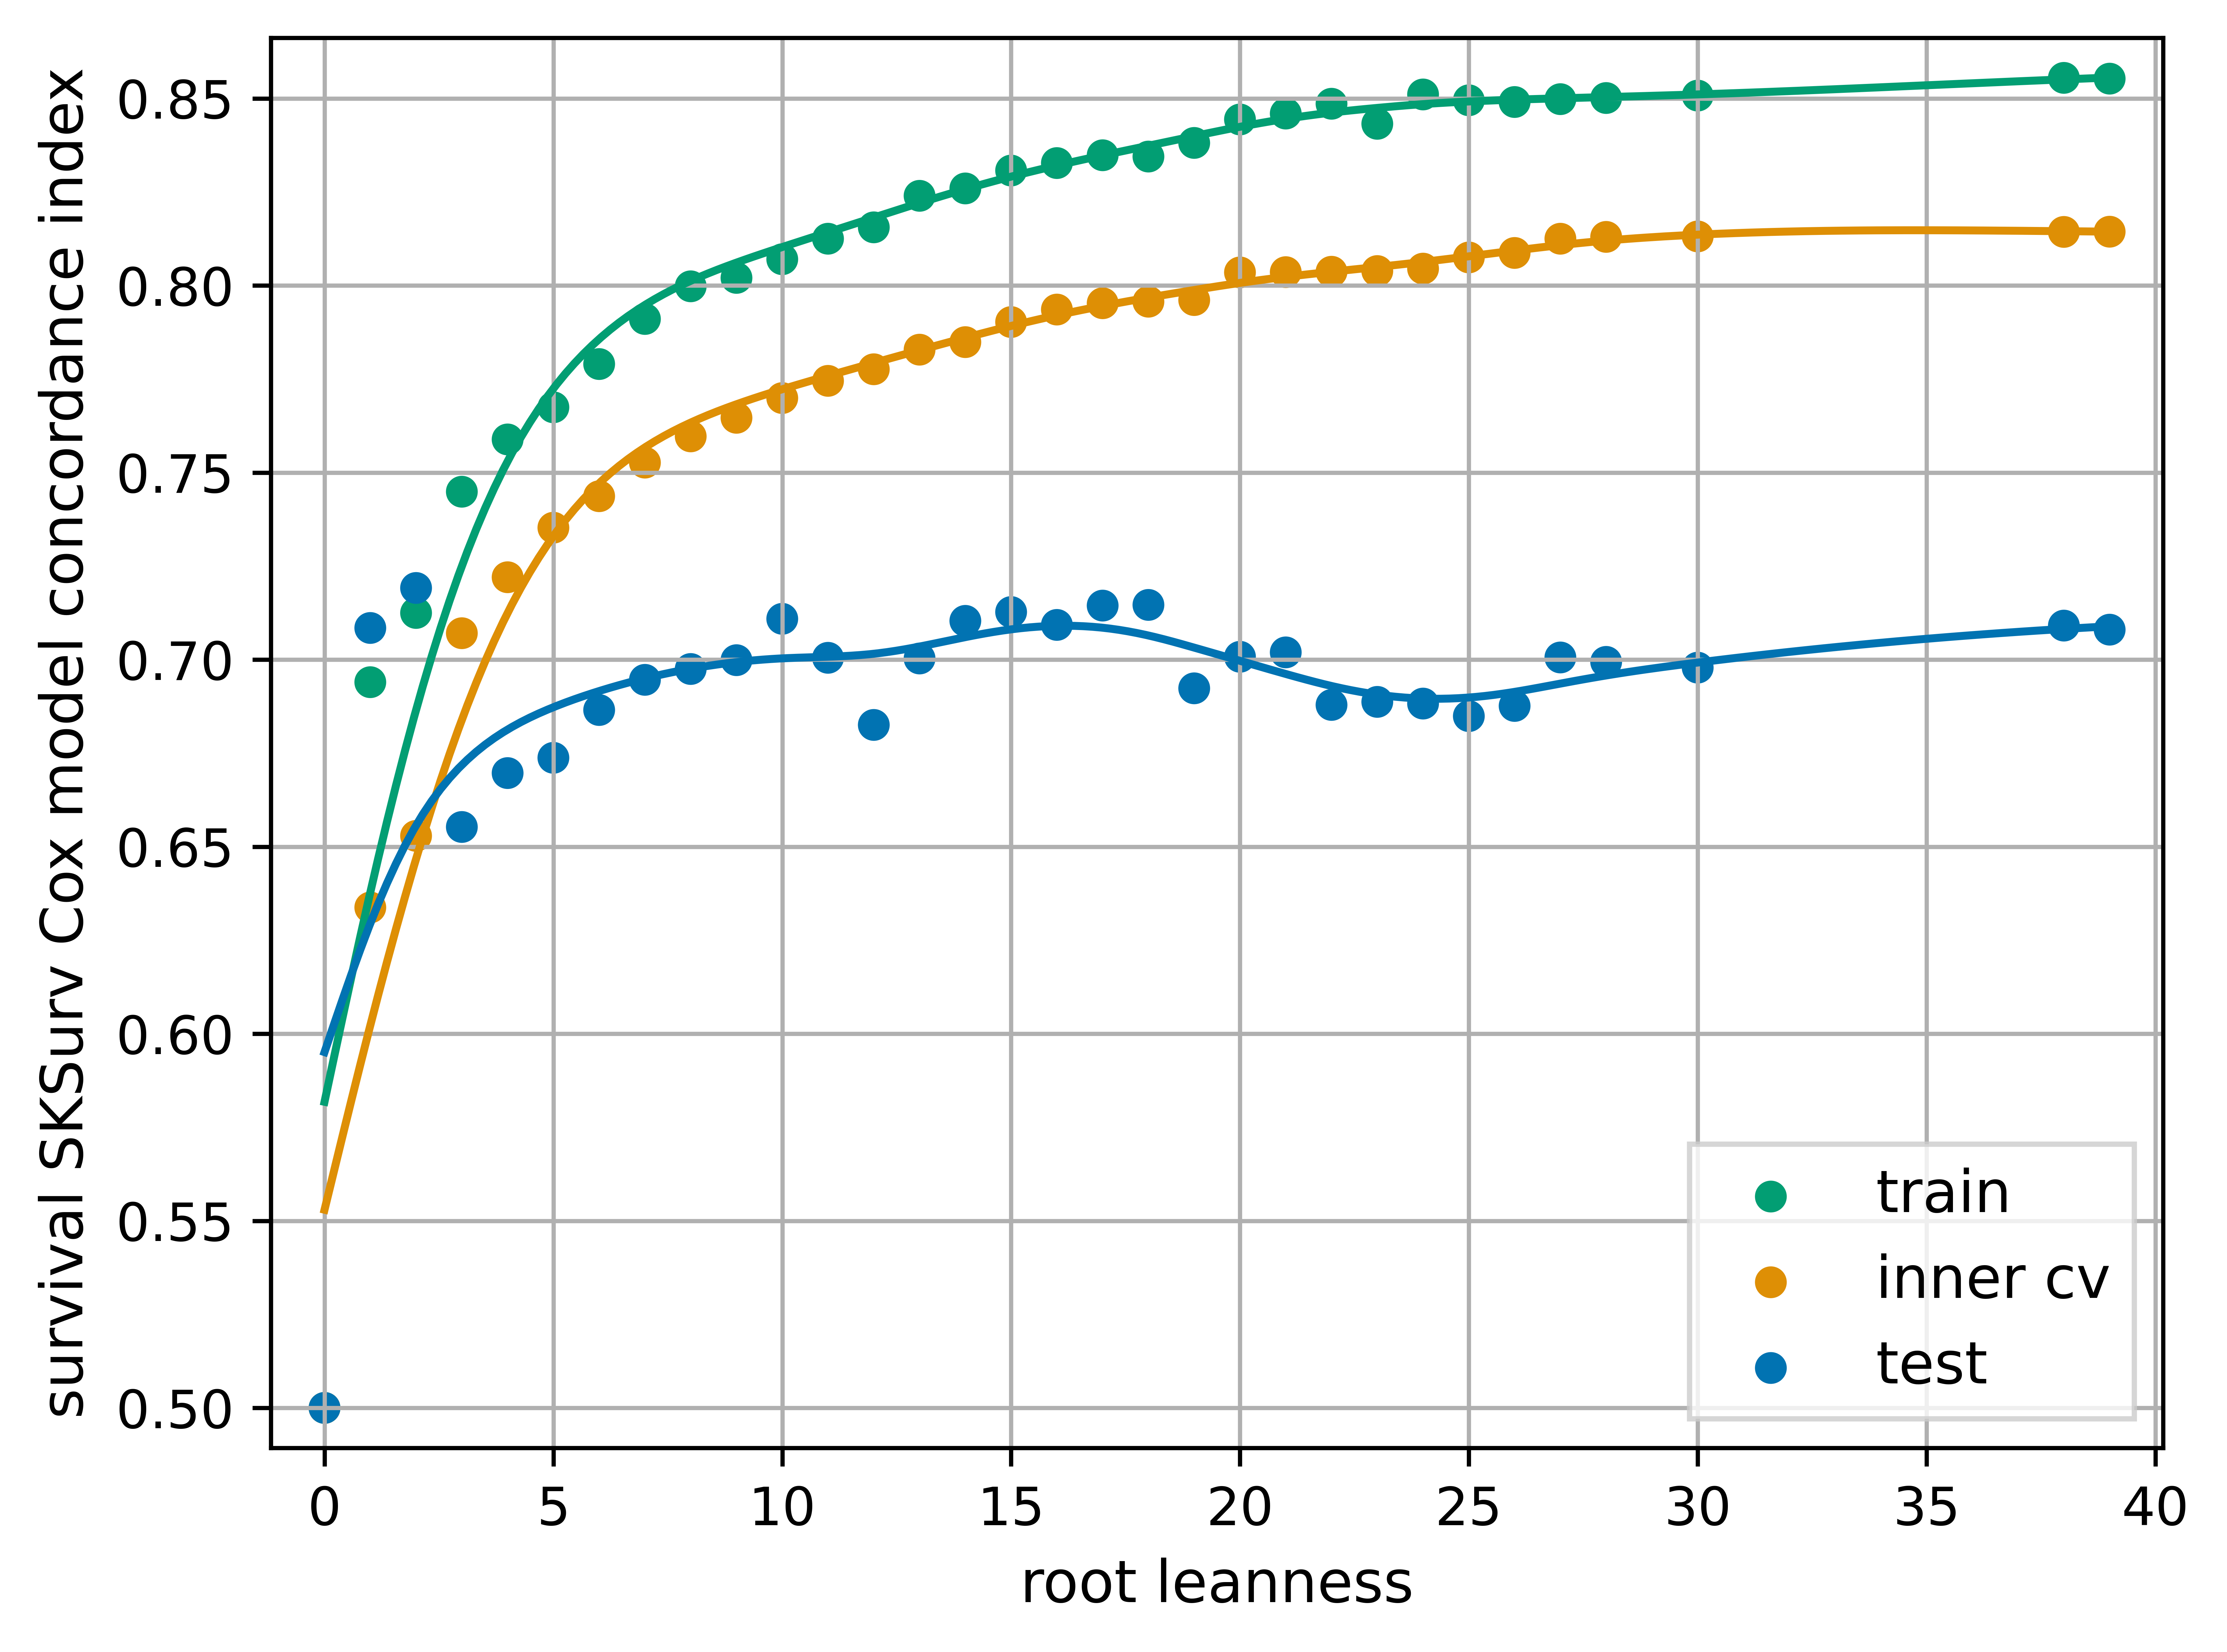 survival SKSurv Cox model concordance index
0.85
0.80
0.75
0.70
0.65
0.60
0.55
0.50
train
inner cv
test
0 5 10 15 20 25 30 35 40
root leanness